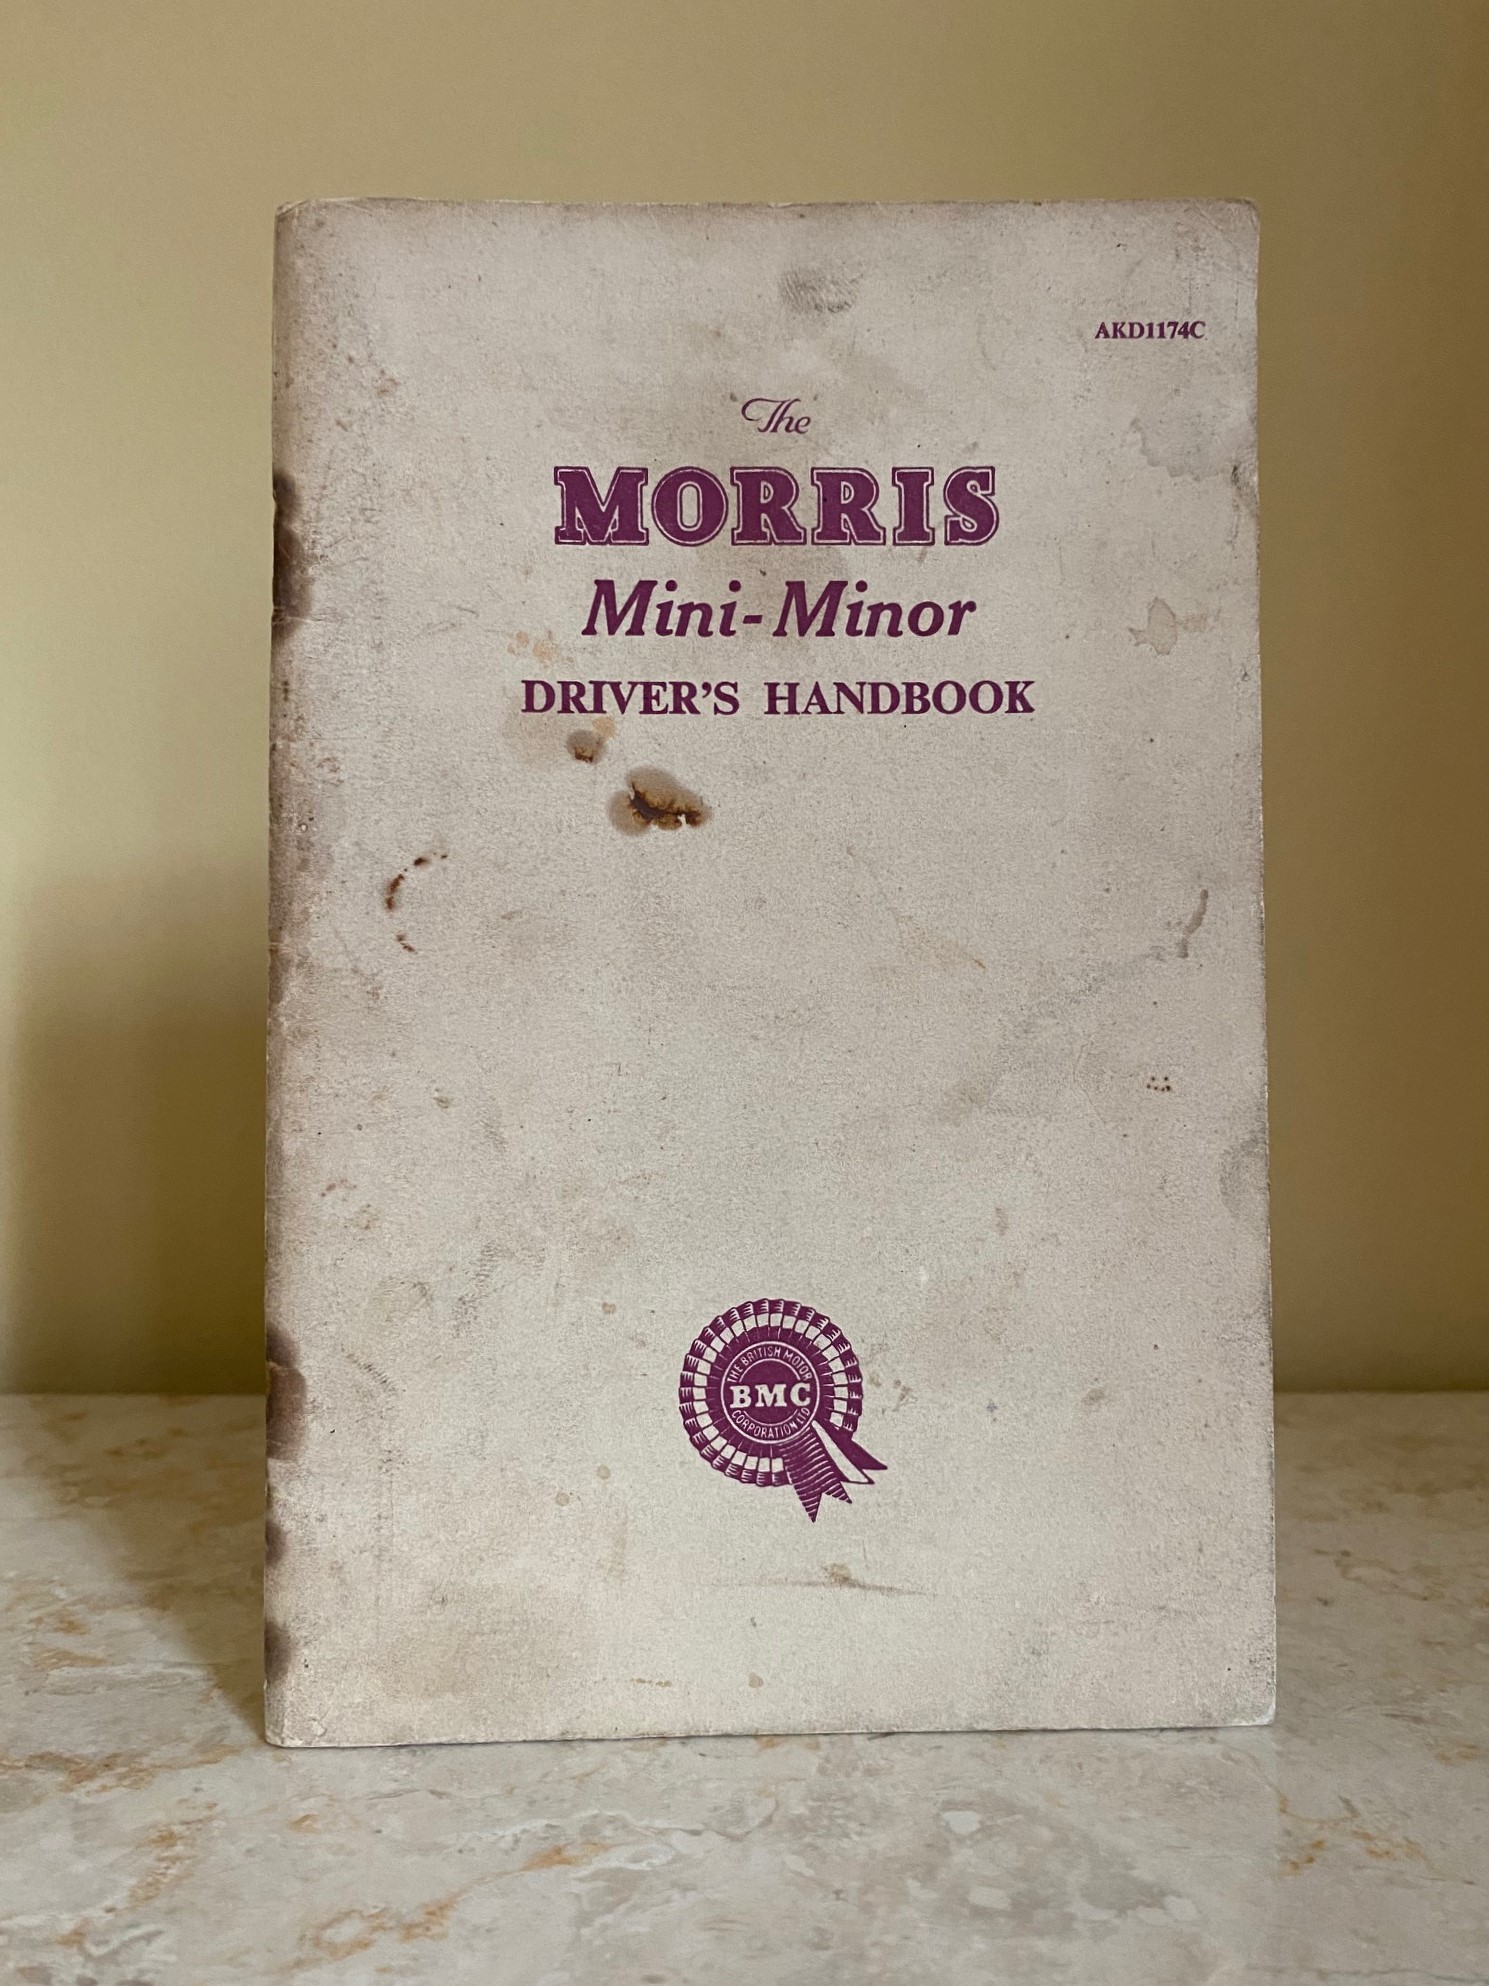 AKD1174C
The
MORRIS
Mini-Minor
DRIVER'S HANDBOOK
THE BRITISH MOTOR
BMC
CORPORATION LTD